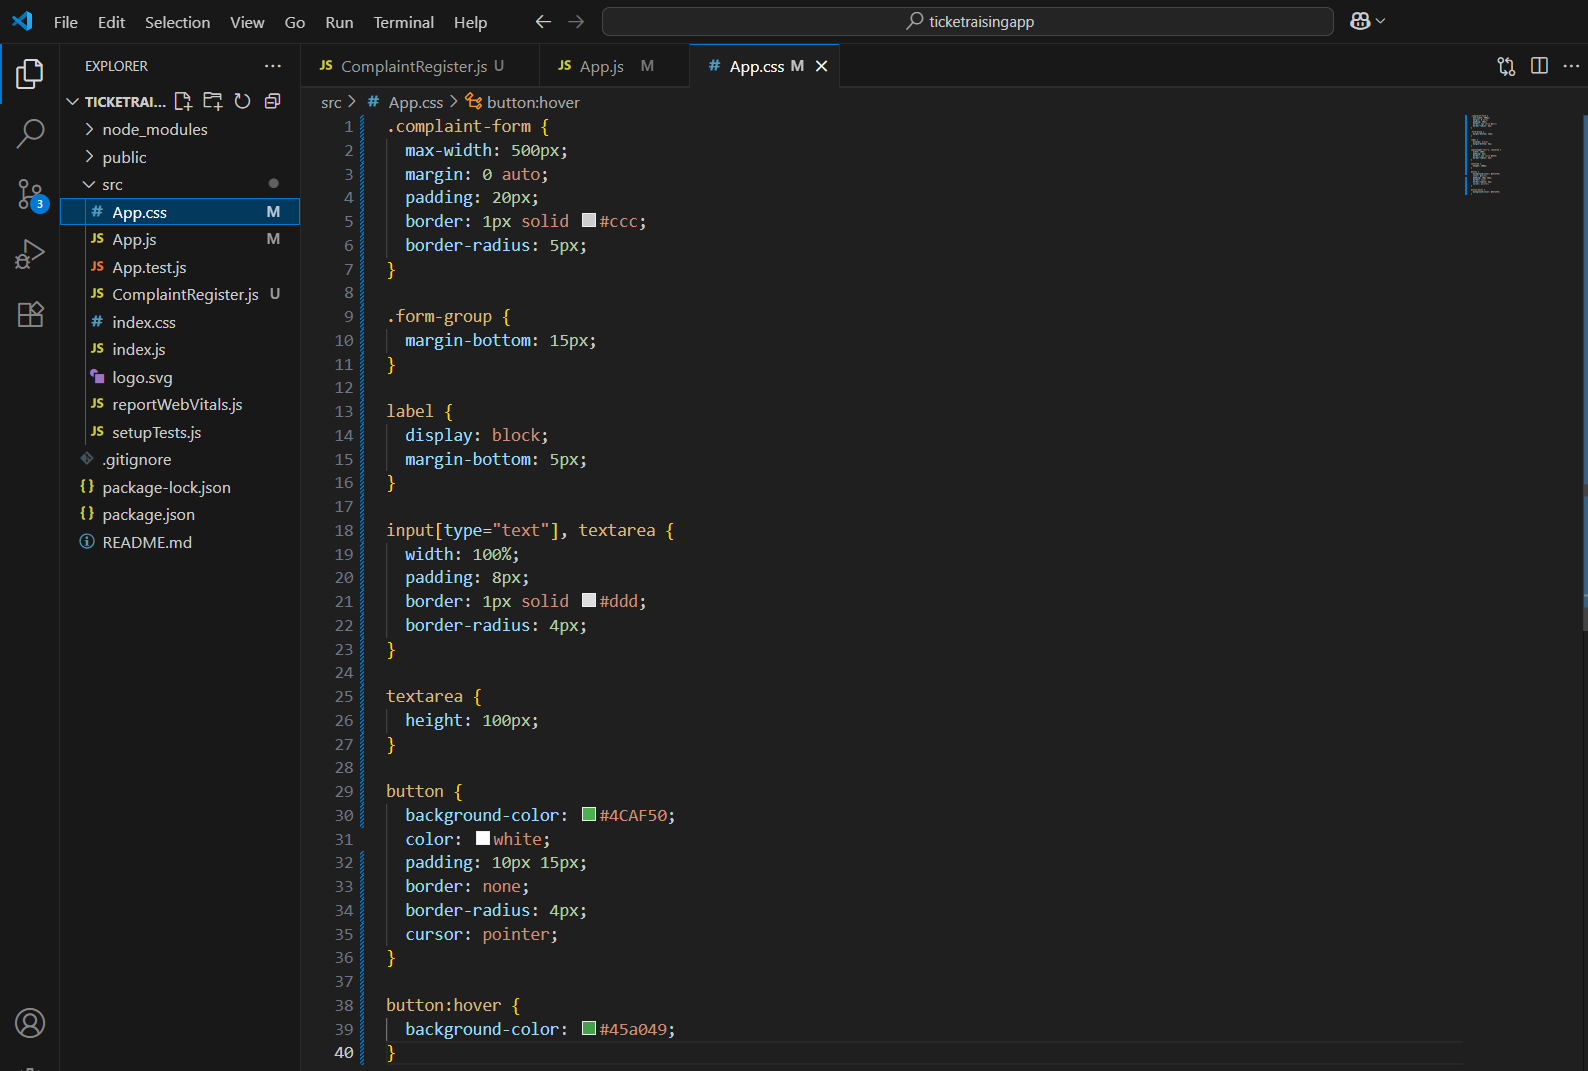 File Edit Selection View Go Run Terminal Help
ticketraisingapp
EXPLORER
TICKETRAI...
node_modules
public
src
# App.css M
JS App.js M
JS App.test.js
JS ComplaintRegister.js U
# index.css
JS index.js
logo.svg
JS reportWebVitals.js
JS setupTests.js
.gitignore
{} package-lock.json
{} package.json
README.md
3
JS ComplaintRegister.js U
JS App.js M
# App.css M
src > # App.css > button:hover
1 .complaint-form {
2 max-width: 500px;
3 margin: 0 auto;
4 padding: 20px;
5 border: 1px solid #ccc;
6 border-radius: 5px;
7 }
8
9 .form-group {
10 margin-bottom: 15px;
11 }
12
13 label {
14 display: block;
15 margin-bottom: 5px;
16 }
17
18 input[type="text"], textarea {
19 width: 100%;
20 padding: 8px;
21 border: 1px solid #ddd;
22 border-radius: 4px;
23 }
24
25 textarea {
26 height: 100px;
27 }
28
29 button {
30 background-color: #4CAF50;
31 color: white;
32 padding: 10px 15px;
33 border: none;
34 border-radius: 4px;
35 cursor: pointer;
36 }
37
38 button:hover {
39 background-color: #45a049;
40 }